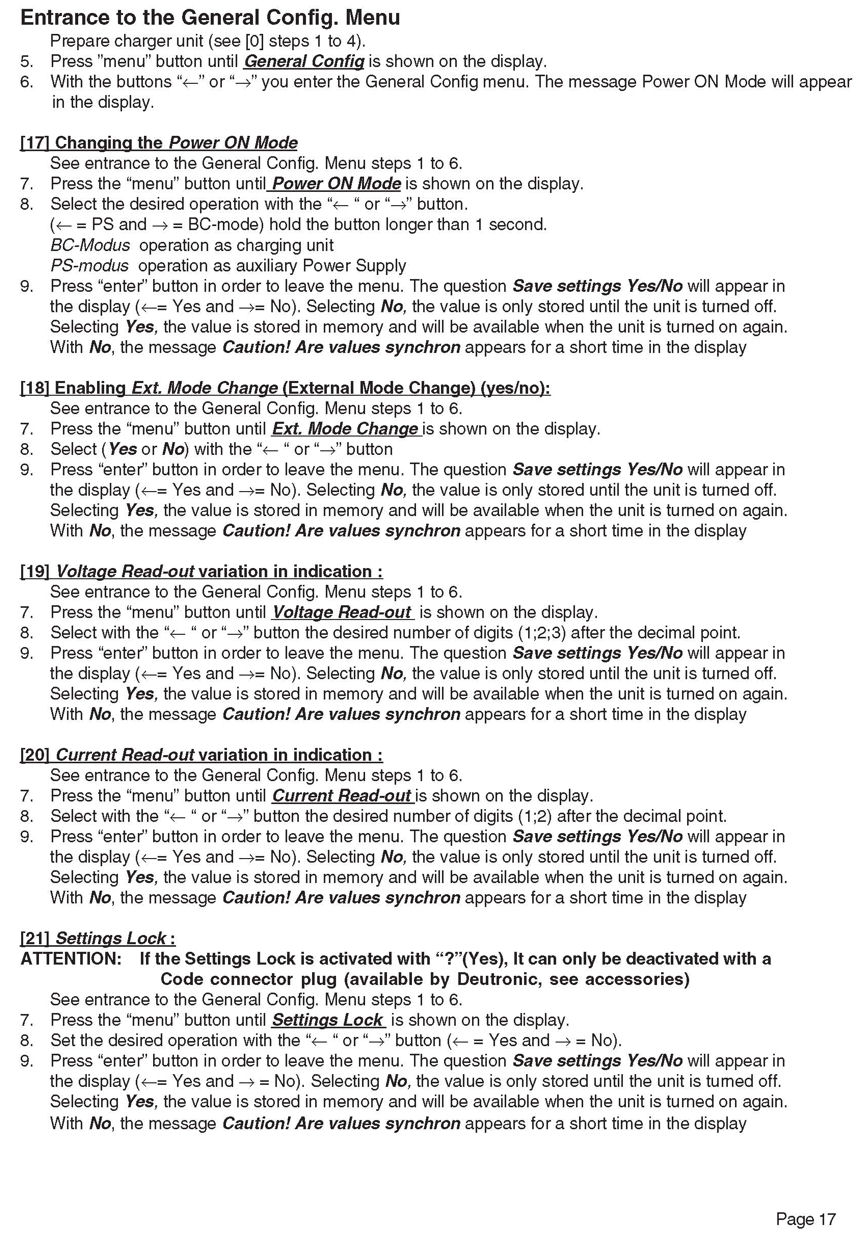 Entrance to the General Config. Menu
Prepare charger unit (see [0] steps 1 to 4).
5. Press ”menu” button until General Config is shown on the display.
6. With the buttons “←” or “→” you enter the General Config menu. The message Power ON Mode will appear
in the display.
[17] Changing the Power ON Mode
See entrance to the General Config. Menu steps 1 to 6.
7. Press the “menu” button until Power ON Mode is shown on the display.
8. Select the desired operation with the “← “ or “→” button.
(← = PS and → = BC-mode) hold the button longer than 1 second.
BC-Modus operation as charging unit
PS-modus operation as auxiliary Power Supply
9. Press “enter” button in order to leave the menu. The question Save settings Yes/No will appear in
the display (←= Yes and →= No). Selecting No, the value is only stored until the unit is turned off.
Selecting Yes, the value is stored in memory and will be available when the unit is turned on again.
With No, the message Caution! Are values synchron appears for a short time in the display
[18] Enabling Ext. Mode Change (External Mode Change) (yes/no):
See entrance to the General Config. Menu steps 1 to 6.
7. Press the “menu” button until Ext. Mode Change is shown on the display.
8. Select (Yes or No) with the “← “ or “→” button
9. Press “enter” button in order to leave the menu. The question Save settings Yes/No will appear in
the display (←= Yes and →= No). Selecting No, the value is only stored until the unit is turned off.
Selecting Yes, the value is stored in memory and will be available when the unit is turned on again.
With No, the message Caution! Are values synchron appears for a short time in the display
[19] Voltage Read-out variation in indication :
See entrance to the General Config. Menu steps 1 to 6.
7. Press the “menu” button until Voltage Read-out is shown on the display.
8. Select with the “← “ or “→” button the desired number of digits (1;2;3) after the decimal point.
9. Press “enter” button in order to leave the menu. The question Save settings Yes/No will appear in
the display (←= Yes and →= No). Selecting No, the value is only stored until the unit is turned off.
Selecting Yes, the value is stored in memory and will be available when the unit is turned on again.
With No, the message Caution! Are values synchron appears for a short time in the display
[20] Current Read-out variation in indication :
See entrance to the General Config. Menu steps 1 to 6.
7. Press the “menu” button until Current Read-out is shown on the display.
8. Select with the “← “ or “→” button the desired number of digits (1;2) after the decimal point.
9. Press “enter” button in order to leave the menu. The question Save settings Yes/No will appear in
the display (←= Yes and →= No). Selecting No, the value is only stored until the unit is turned off.
Selecting Yes, the value is stored in memory and will be available when the unit is turned on again.
With No, the message Caution! Are values synchron appears for a short time in the display
[21] Settings Lock :
ATTENTION: If the Settings Lock is activated with “?”(Yes), It can only be deactivated with a
Code connector plug (available by Deutronic, see accessories)
See entrance to the General Config. Menu steps 1 to 6.
7. Press the “menu” button until Settings Lock is shown on the display.
8. Set the desired operation with the “← “ or “→” button (← = Yes and → = No).
9. Press “enter” button in order to leave the menu. The question Save settings Yes/No will appear in
the display (←= Yes and → = No). Selecting No, the value is only stored until the unit is turned off.
Selecting Yes, the value is stored in memory and will be available when the unit is turned on again.
With No, the message Caution! Are values synchron appears for a short time in the display
Page 17